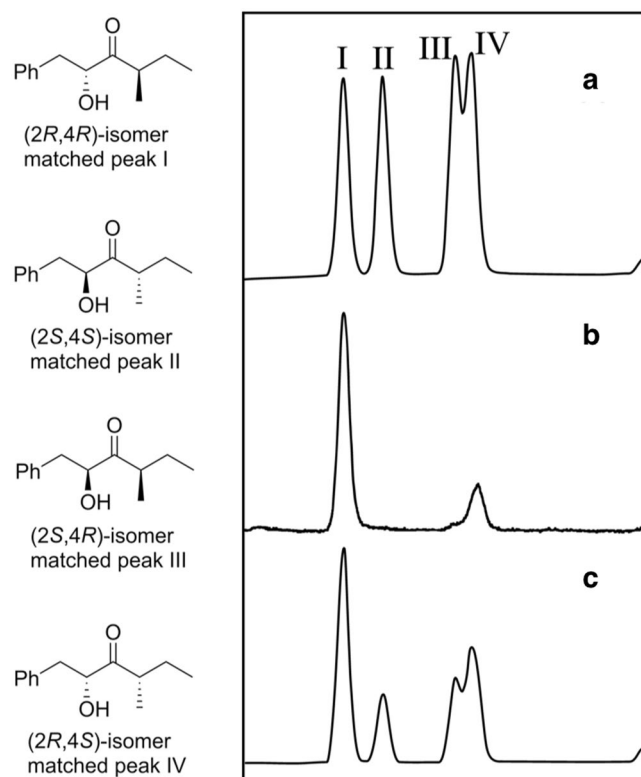 O
Ph
OH
(2R,4R)-isomer
matched peak I
O
Ph
OH
(2S,4S)-isomer
matched peak II
O
Ph
OH
(2S,4R)-isomer
matched peak III
O
Ph
OH
(2R,4S)-isomer
matched peak IV
I II III IV
a
b
c